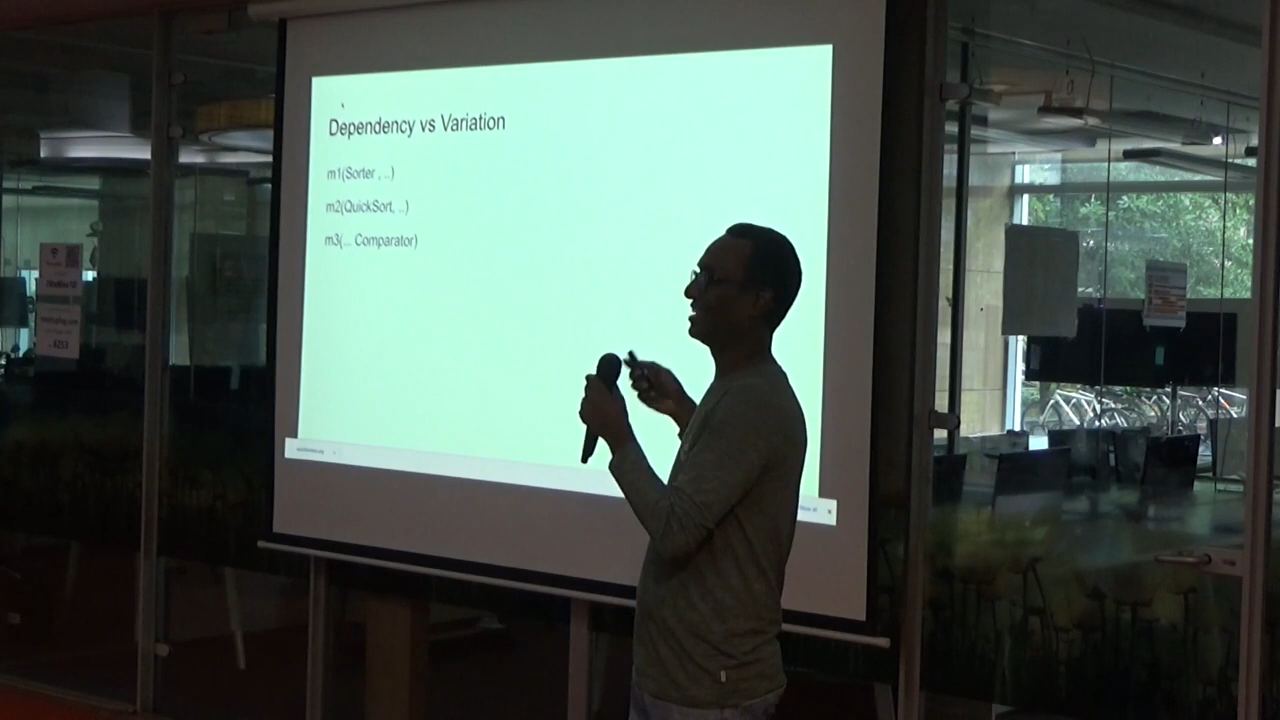 Dependency vs Variation
m1(Sorter , ..)
m2(QuickSort, ..)
m3(... Comparator)